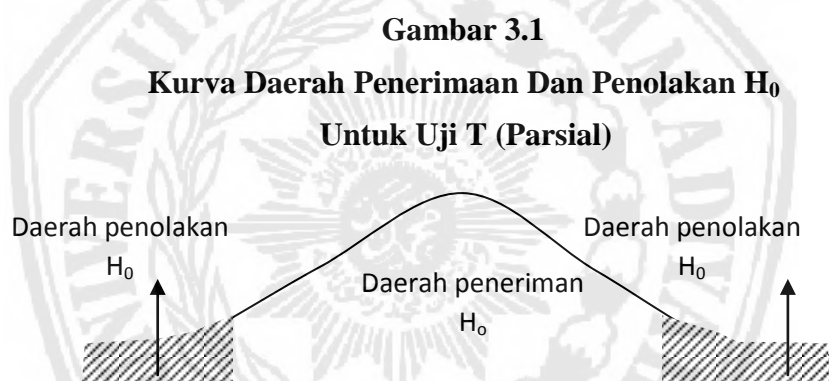 Gambar 3.1
Kurva Daerah Penerimaan Dan Penolakan H₀
Untuk Uji T (Parsial)
Daerah penolakan
H₀
Daerah penolakan
H₀
Daerah peneriman
Hₒ